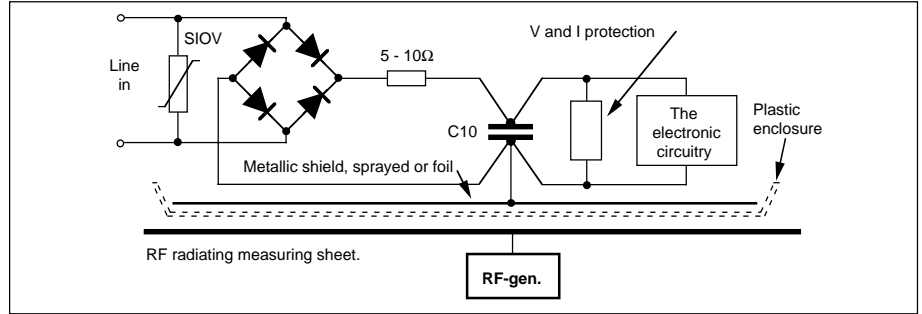 SIOV
Line
in
5 - 10Ω
V and I protection
C10
The
electronic
circuitry
Plastic
enclosure
Metallic shield, sprayed or foil
RF radiating measuring sheet.
RF-gen.